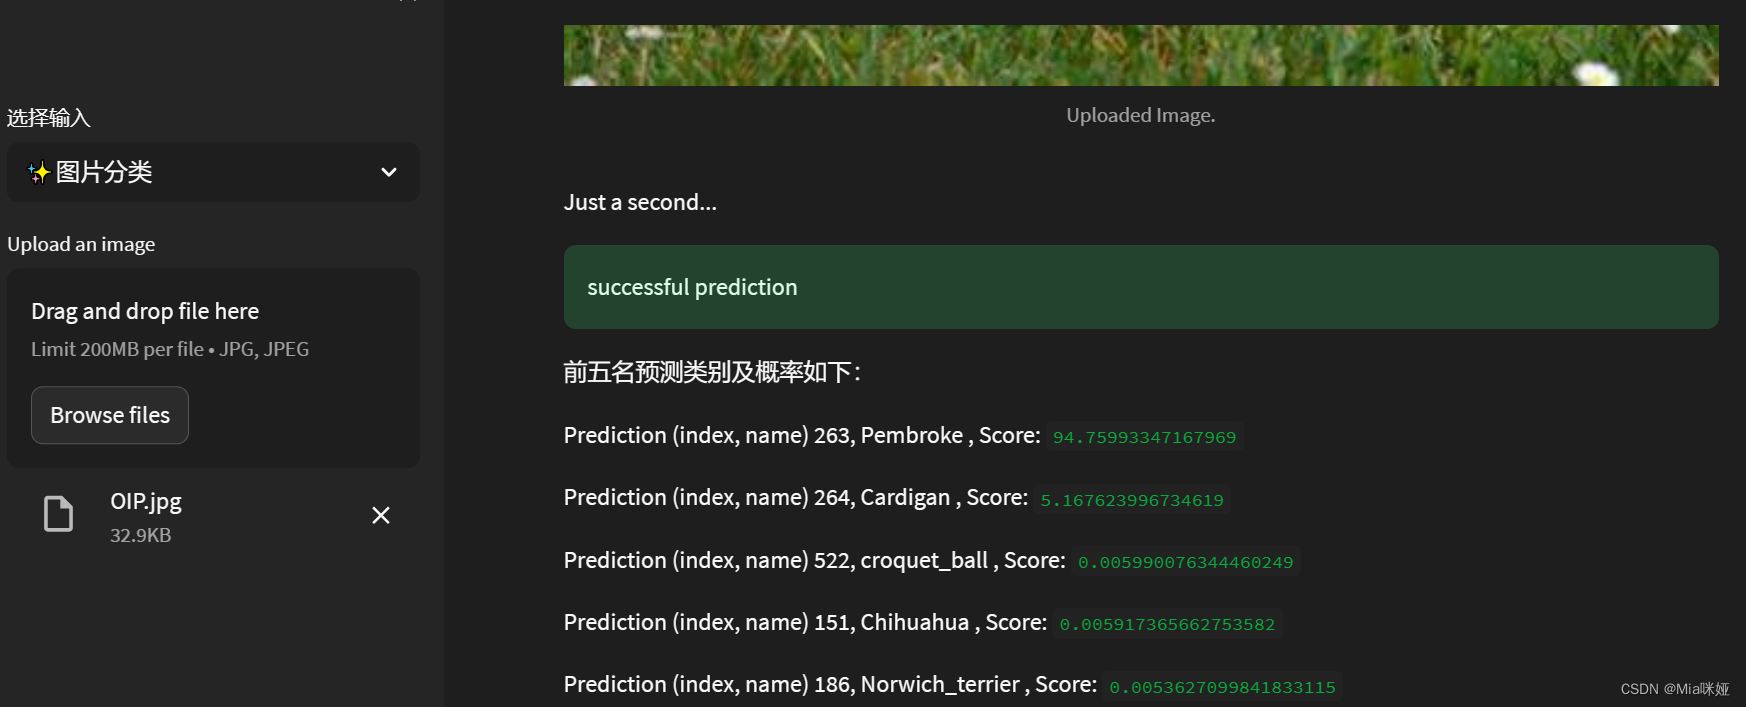 选择输入
✨图片分类
Upload an image
Drag and drop file here
Limit 200MB per file • JPG, JPEG
Browse files
OIP.jpg
32.9KB
Uploaded Image.
Just a second...
successful prediction
前五名预测类别及概率如下：
Prediction (index, name) 263, Pembroke , Score: 94.75993347167969
Prediction (index, name) 264, Cardigan , Score: 5.167623996734619
Prediction (index, name) 522, croquet_ball , Score: 0.005990076344460249
Prediction (index, name) 151, Chihuahua , Score: 0.005917365662753582
Prediction (index, name) 186, Norwich_terrier , Score: 0.0053627099841833115
CSDN @Mia咪娅